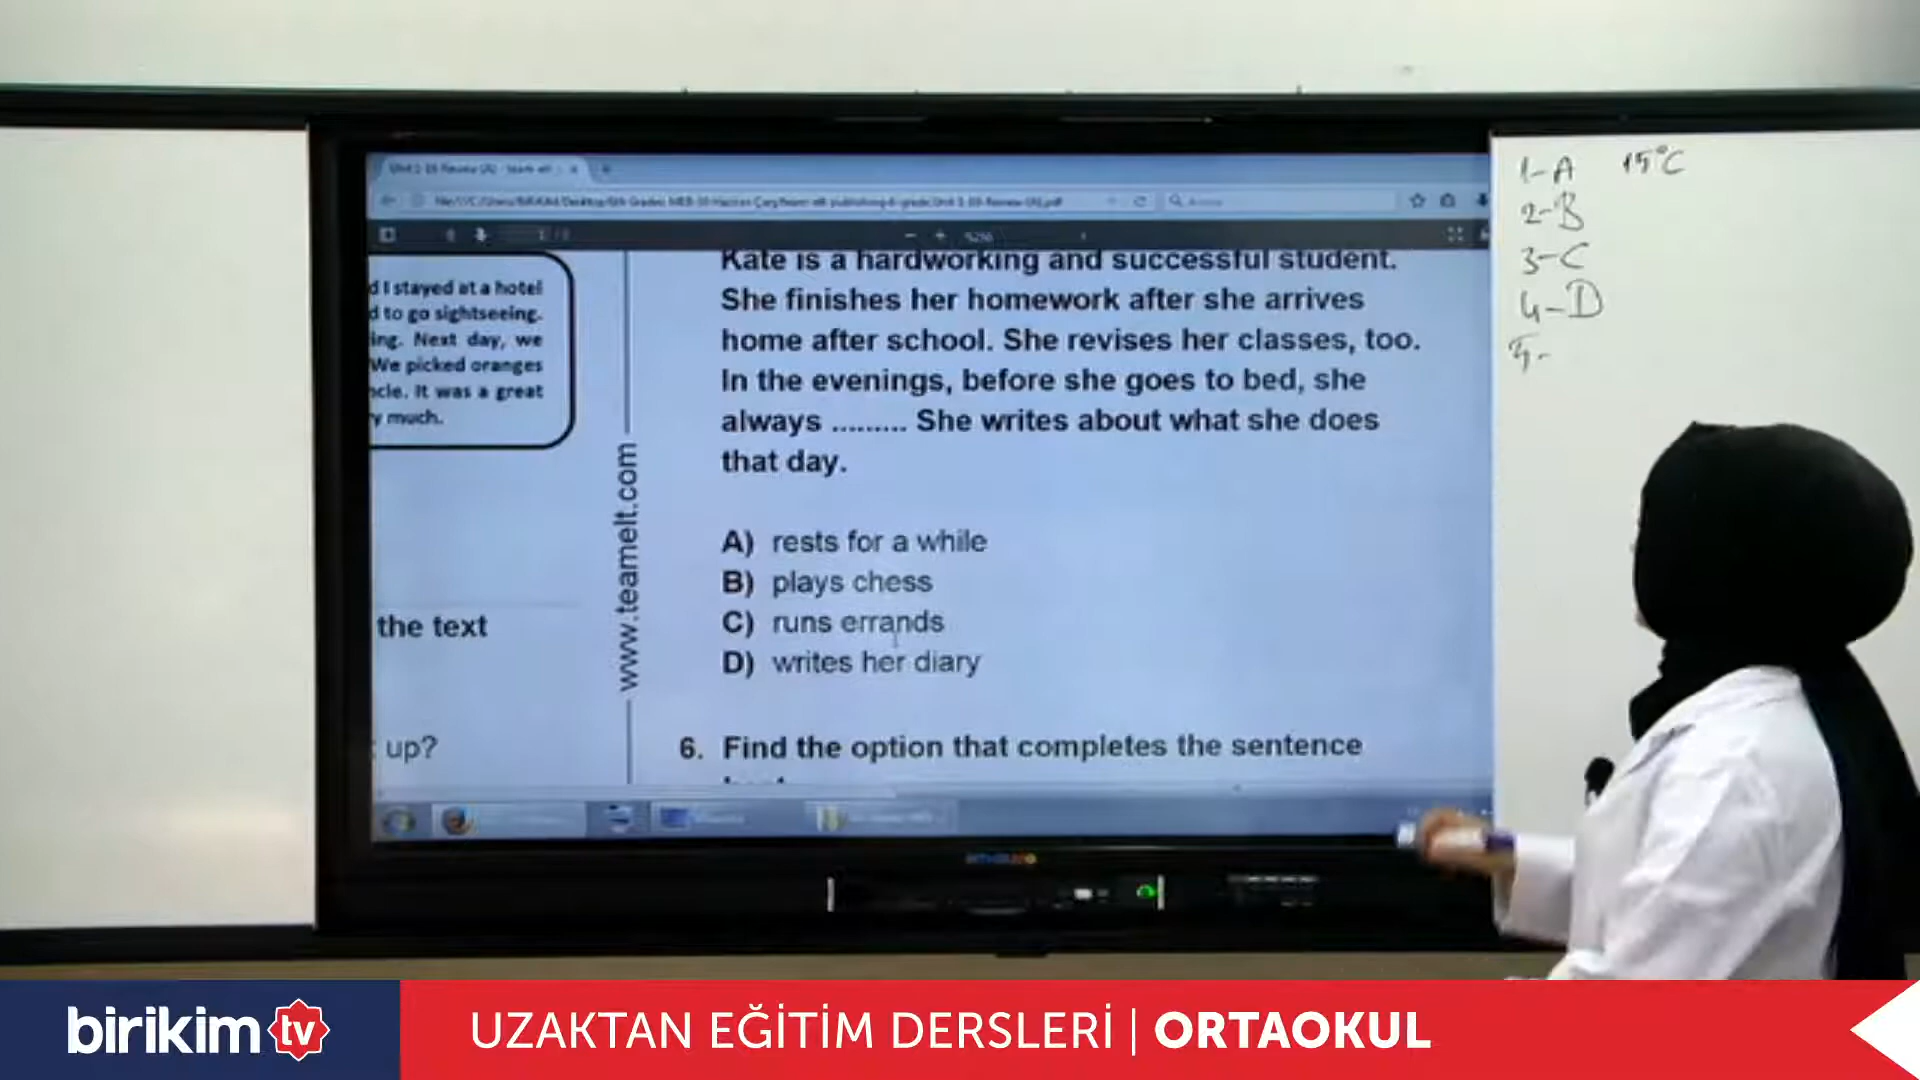 1-A 15°C
2-B
3-C
4-D
5-
d I stayed at a hotel
d to go sightseeing.
ing. Next day, we
We picked oranges
cle. It was a great
y much.
the text
up?
www.teamelt.com
Kate is a hardworking and successful student.
She finishes her homework after she arrives
home after school. She revises her classes, too.
In the evenings, before she goes to bed, she
always ......... She writes about what she does
that day.
A) rests for a while
B) plays chess
C) runs errands
D) writes her diary
6. Find the option that completes the sentence
birikim tv
UZAKTAN EĞİTİM DERSLERİ | ORTAOKUL